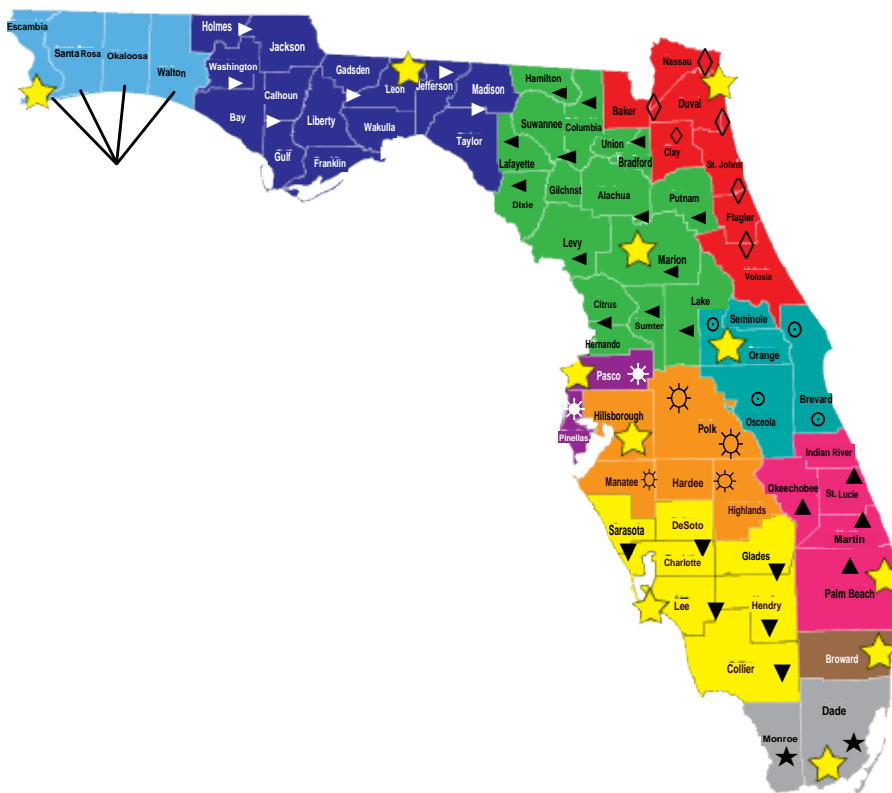 Escambia
Santa Rosa
Okaloosa
Walton
Holmes
Jackson
Washington
Bay
Calhoun
Gulf
Liberty
Franklin
Gadsden
Leon
Wakulla
Jefferson
Madison
Taylor
Hamilton
Suwannee
Columbia
Lafayette
Dixie
Gilchnst
Union
Bradford
Alachua
Putnam
Levy
Marion
Citrus
Sumter
Lake
Hernando
Nassau
Baker
Duval
Clay
St. Johns
Flagler
Volusia
Seminole
Orange
Osceola
Brevard
Pasco
Pinellas
Hillsborough
Polk
Manatee
Hardee
Highlands
Indian River
Okeechobee
St. Lucie
Martin
Palm Beach
Sarasota
DeSoto
Charlotte
Glades
Lee
Hendry
Collier
Broward
Dade
Monroe